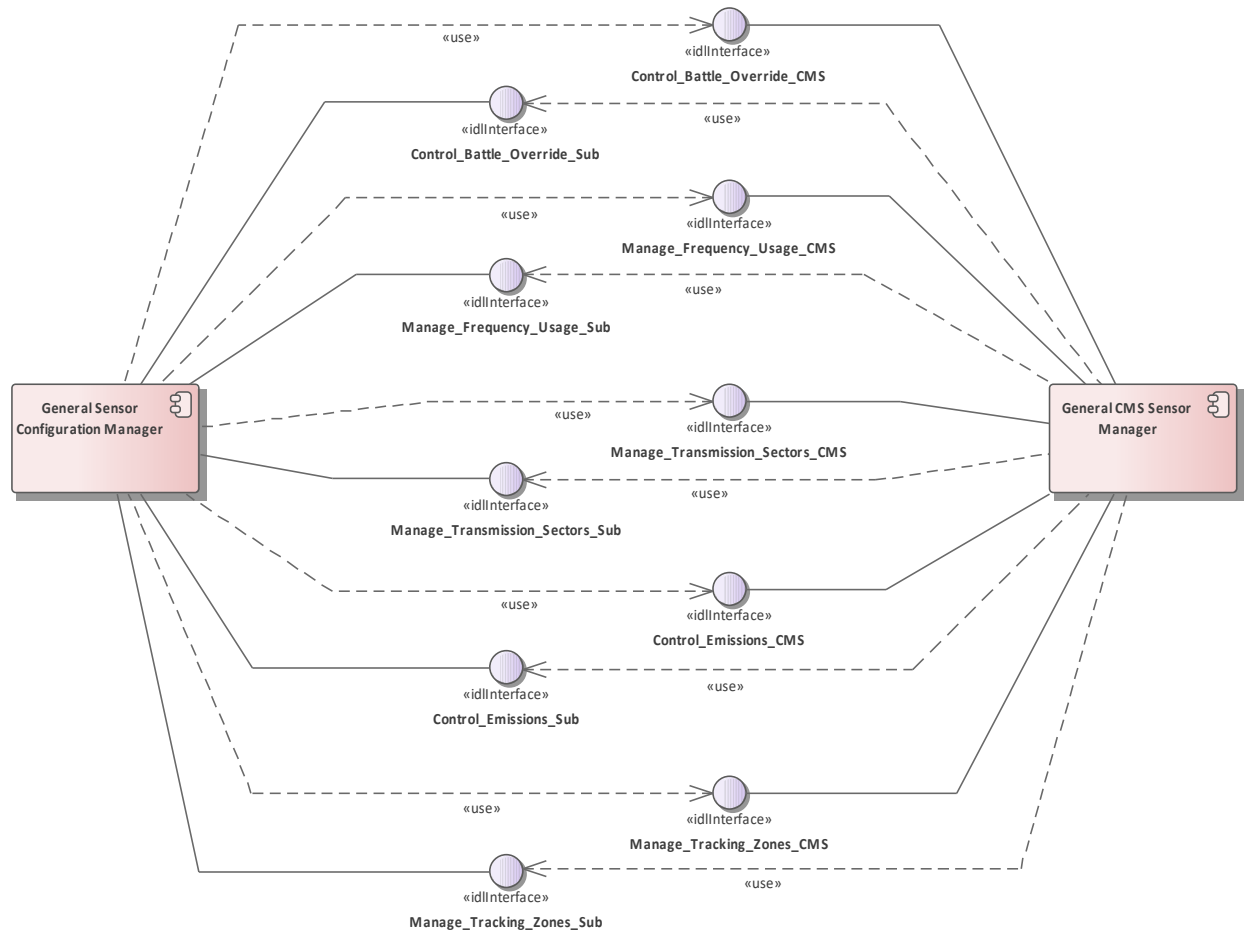 «use»
«idlInterface»
Control_Battle_Override_CMS
«use»
«idlInterface»
Control_Battle_Override_Sub
«use»
«idlInterface»
Manage_Frequency_Usage_CMS
«use»
«idlInterface»
Manage_Frequency_Usage_Sub
General Sensor
Configuration Manager
General CMS Sensor
Manager
«use»
«idlInterface»
Manage_Transmission_Sectors_CMS
«use»
«idlInterface»
Manage_Transmission_Sectors_Sub
«use»
«idlInterface»
Control_Emissions_CMS
«use»
«idlInterface»
Control_Emissions_Sub
«use»
«idlInterface»
Manage_Tracking_Zones_CMS
«use»
«idlInterface»
Manage_Tracking_Zones_Sub